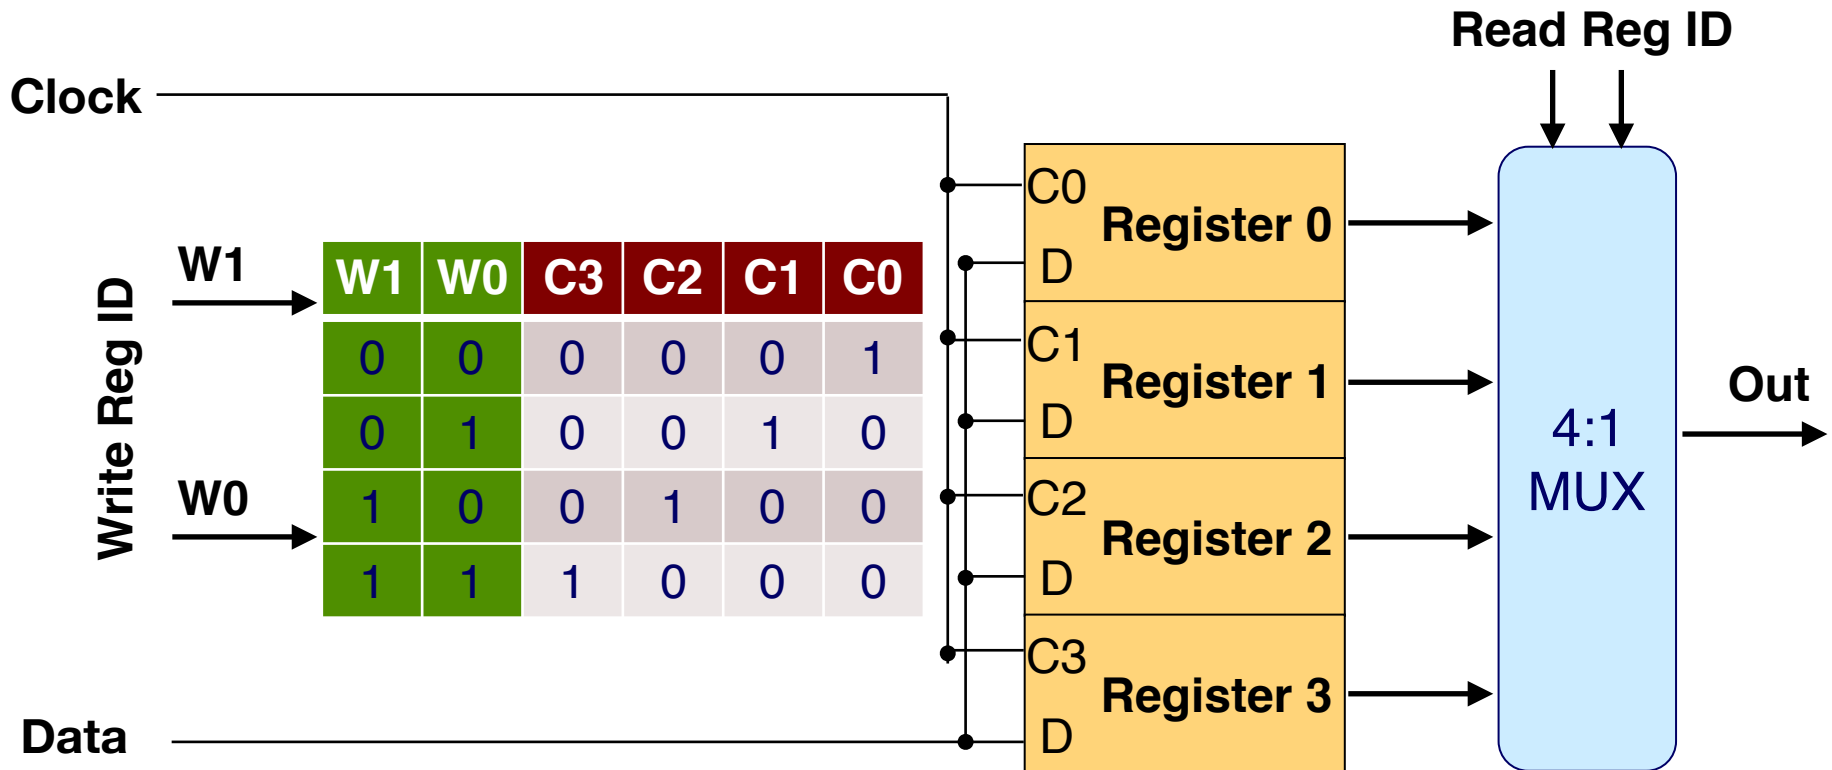 Read Reg ID
Clock
Write Reg ID
W1
W0
W1 W0 C3 C2 C1 C0
0 0 0 0 0 1
0 1 0 0 1 0
1 0 0 1 0 0
1 1 1 0 0 0
C0
Register 0
D
C1
Register 1
D
C2
Register 2
D
C3
Register 3
D
4:1
MUX
Out
Data